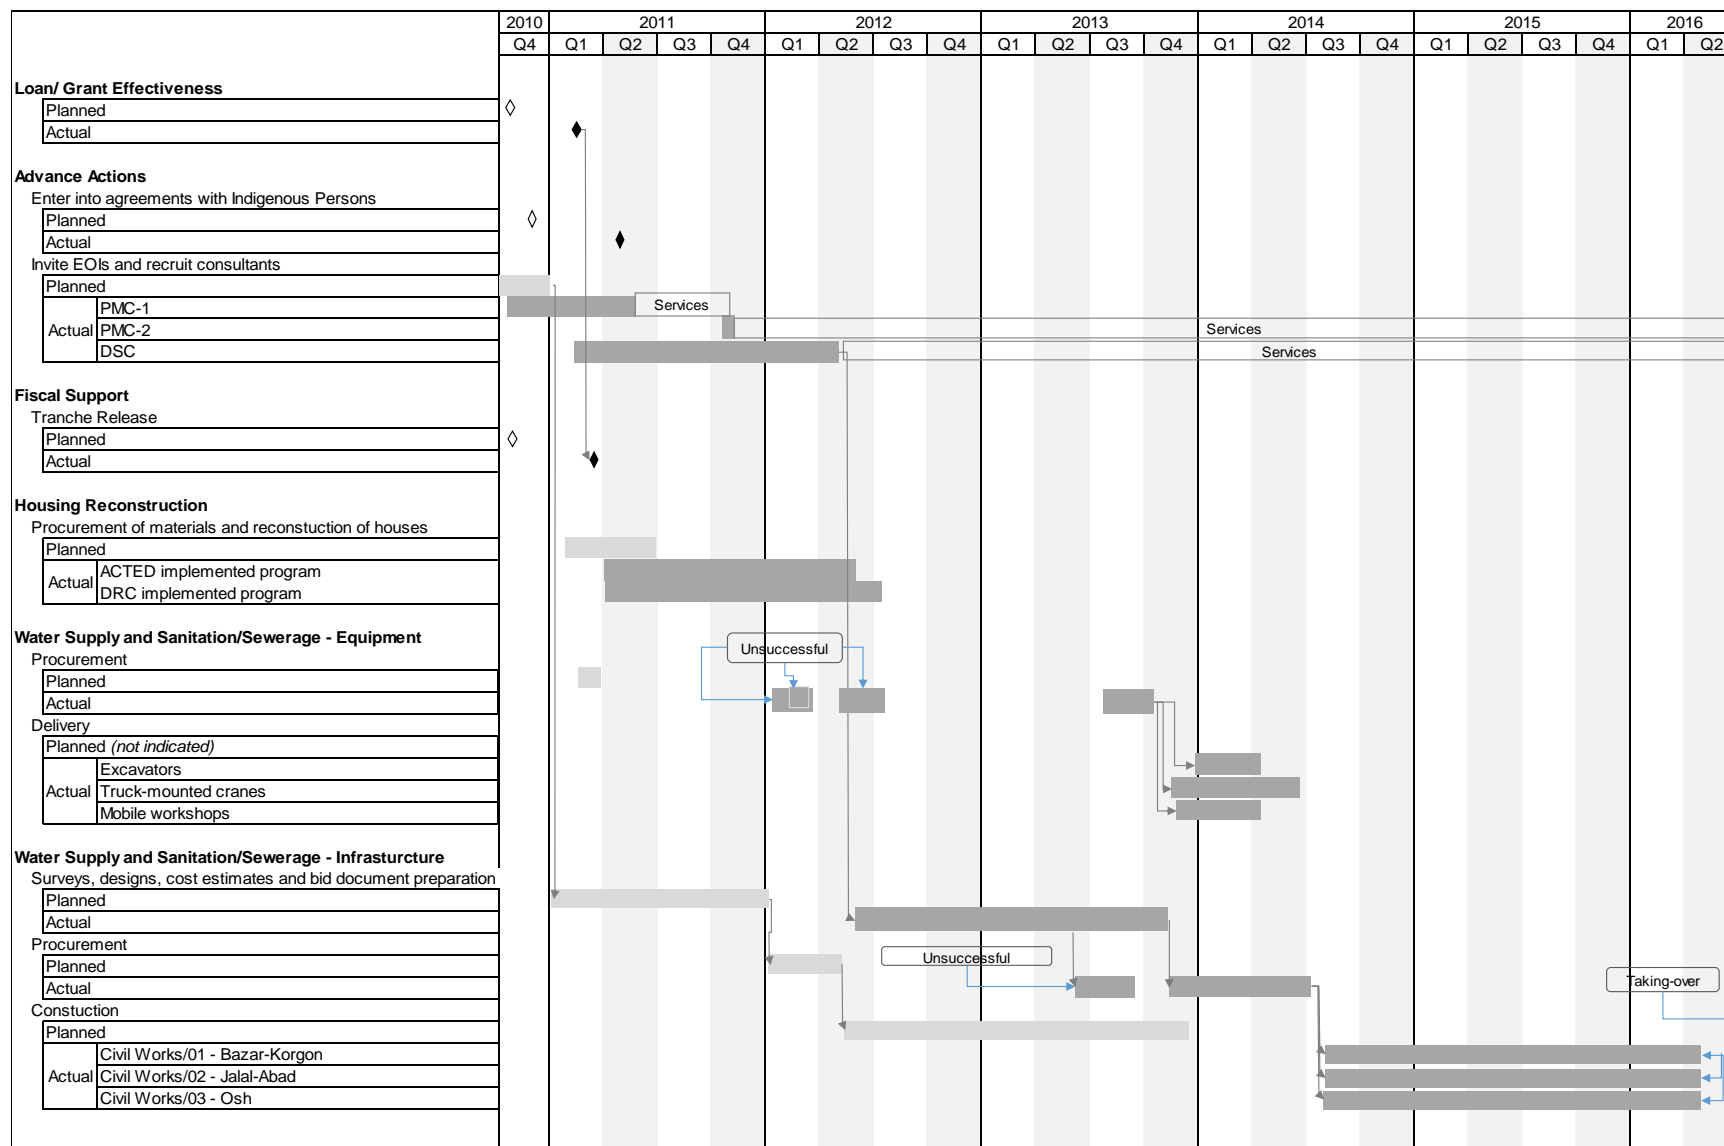 2010 2011 2012 2013 2014 2015 2016
Q4 Q1 Q2 Q3 Q4 Q1 Q2 Q3 Q4 Q1 Q2 Q3 Q4 Q1 Q2 Q3 Q4 Q1 Q2 Q3 Q4 Q1 Q2
Loan/ Grant Effectiveness
Planned
Actual
Advance Actions
Enter into agreements with Indigenous Persons
Planned
Actual
Invite EOIs and recruit consultants
Planned
PMC-1 Services
Actual PMC-2 Services
DSC Services
Fiscal Support
Tranche Release
Planned
Actual
Housing Reconstruction
Procurement of materials and reconstuction of houses
Planned
Actual ACTED implemented program
DRC implemented program
Water Supply and Sanitation/Sewerage - Equipment
Unsuccessful
Procurement
Planned
Actual
Delivery
Planned (not indicated)
Excavators
Actual Truck-mounted cranes
Mobile workshops
Water Supply and Sanitation/Sewerage - Infrasturcture
Surveys, designs, cost estimates and bid document preparation
Planned
Actual
Procurement
Unsuccessful
Planned
Taking-over
Actual
Constuction
Planned
Civil Works/01 - Bazar-Korgon
Actual Civil Works/02 - Jalal-Abad
Civil Works/03 - Osh